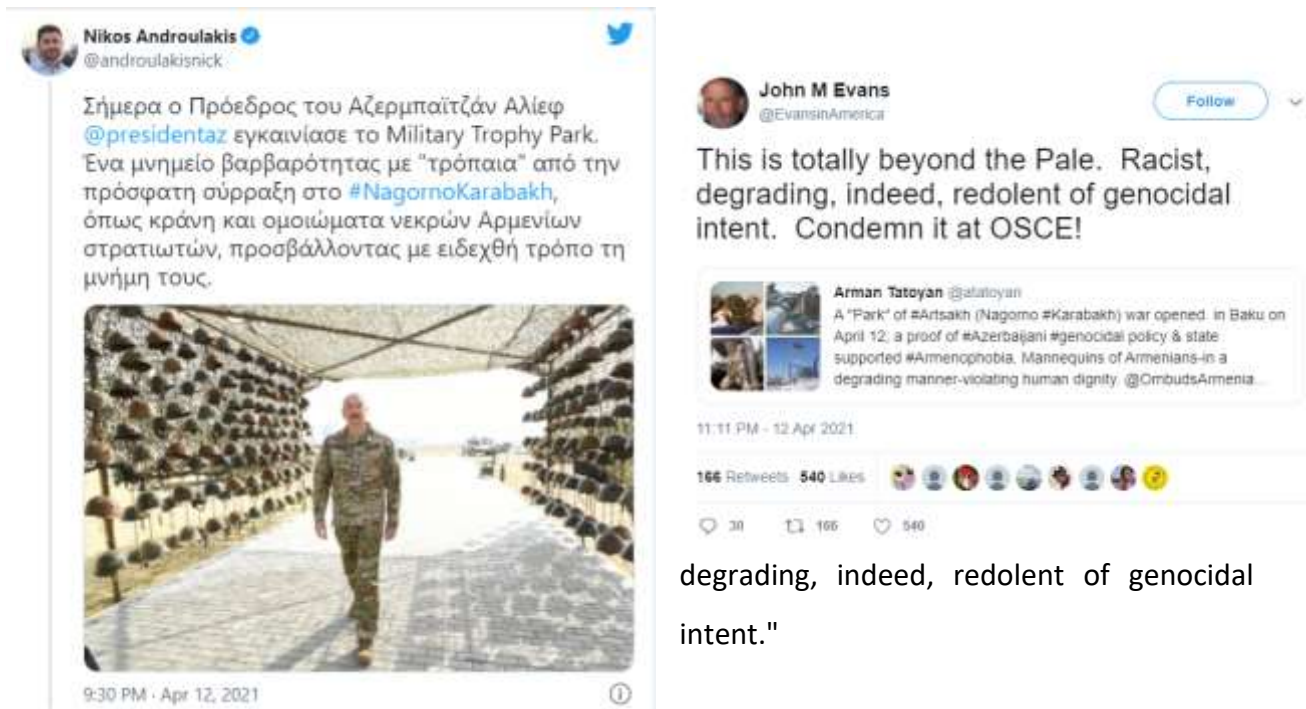 Nikos Androulakis
@androulakisnick
Σήμερα ο Πρόεδρος του Αζερμπαϊτζάν Αλίεφ
@presidentaz εγκαινίασε το Military Trophy Park.
Ένα μνημείο βαρβαρότητας με "τρόπαια" από την
πρόσφατη σύρραξη στο #NagornoKarabakh,
όπως κράνη και ομοιώματα νεκρών Αρμενίων
στρατιωτών, προσβάλλοντας με ειδεχθή τρόπο τη
μνήμη τους.
9:30 PM · Apr 12, 2021
John M Evans
@EvansinAmerica
Follow
This is totally beyond the Pale. Racist,
degrading, indeed, redolent of genocidal
intent. Condemn it at OSCE!
Arman Tatoyan @atatoyan
A "Park" of #Artsakh (Nagorno #Karabakh) war opened. in Baku on
April 12, a proof of #Azerbaijani #genocidal policy & state
supported #Armenophobia, Mannequins of Armenians-in a
degrading manner-violating human dignity. @OmbudsArmenia...
11:11 PM - 12 Apr 2021
166 Retweets 540 Likes
166 540
degrading, indeed, redolent of genocidal
intent."